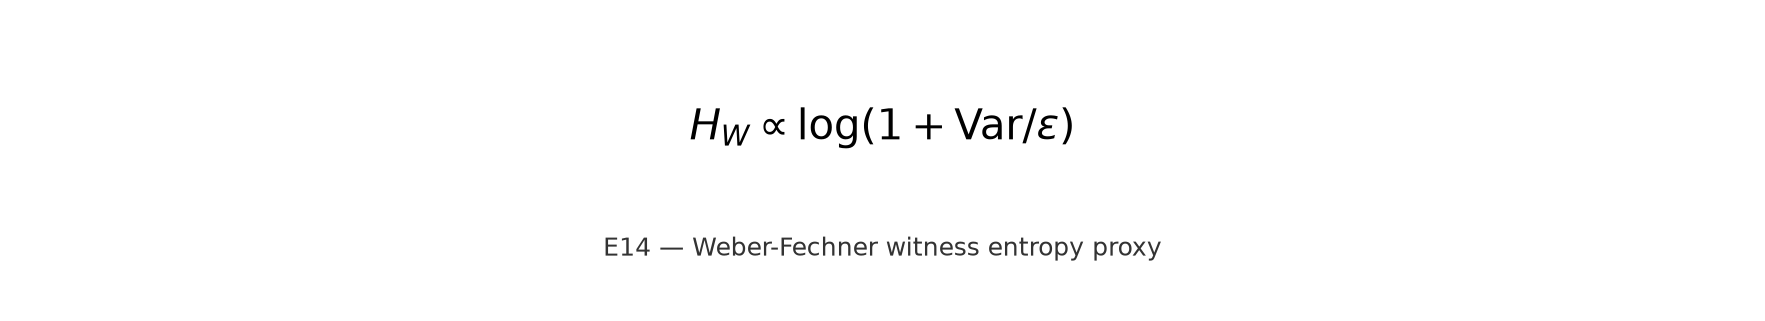 H_W ∝ log(1 + Var/ε)
E14 — Weber-Fechner witness entropy proxy